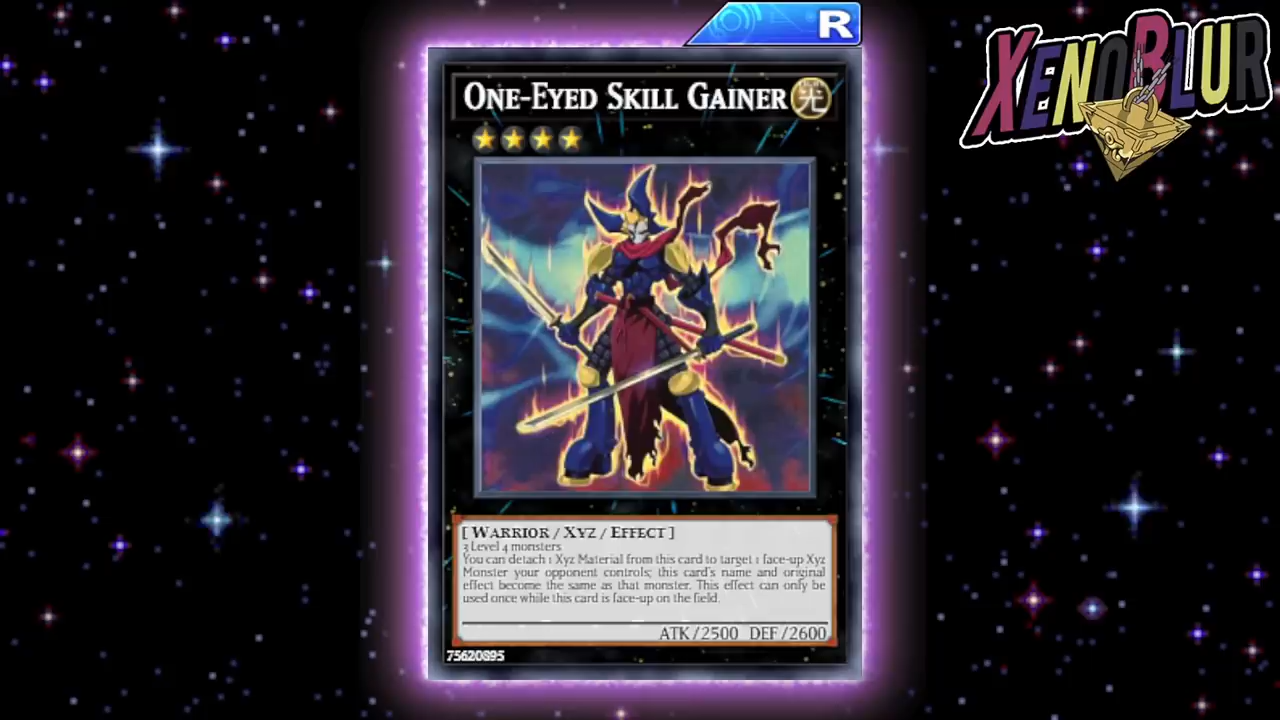 R
XENOBLUR
ONE-EYED SKILL GAINER 光
[ WARRIOR / XYZ / EFFECT ]
3 Level 4 monsters
You can detach 1 Xyz Material from this card to target 1 face-up Xyz
Monster your opponent controls; this card's name and original
effect become the same as that monster. This effect can only be
used once while this card is face-up on the field.
ATK/2500 DEF/2600
75620895